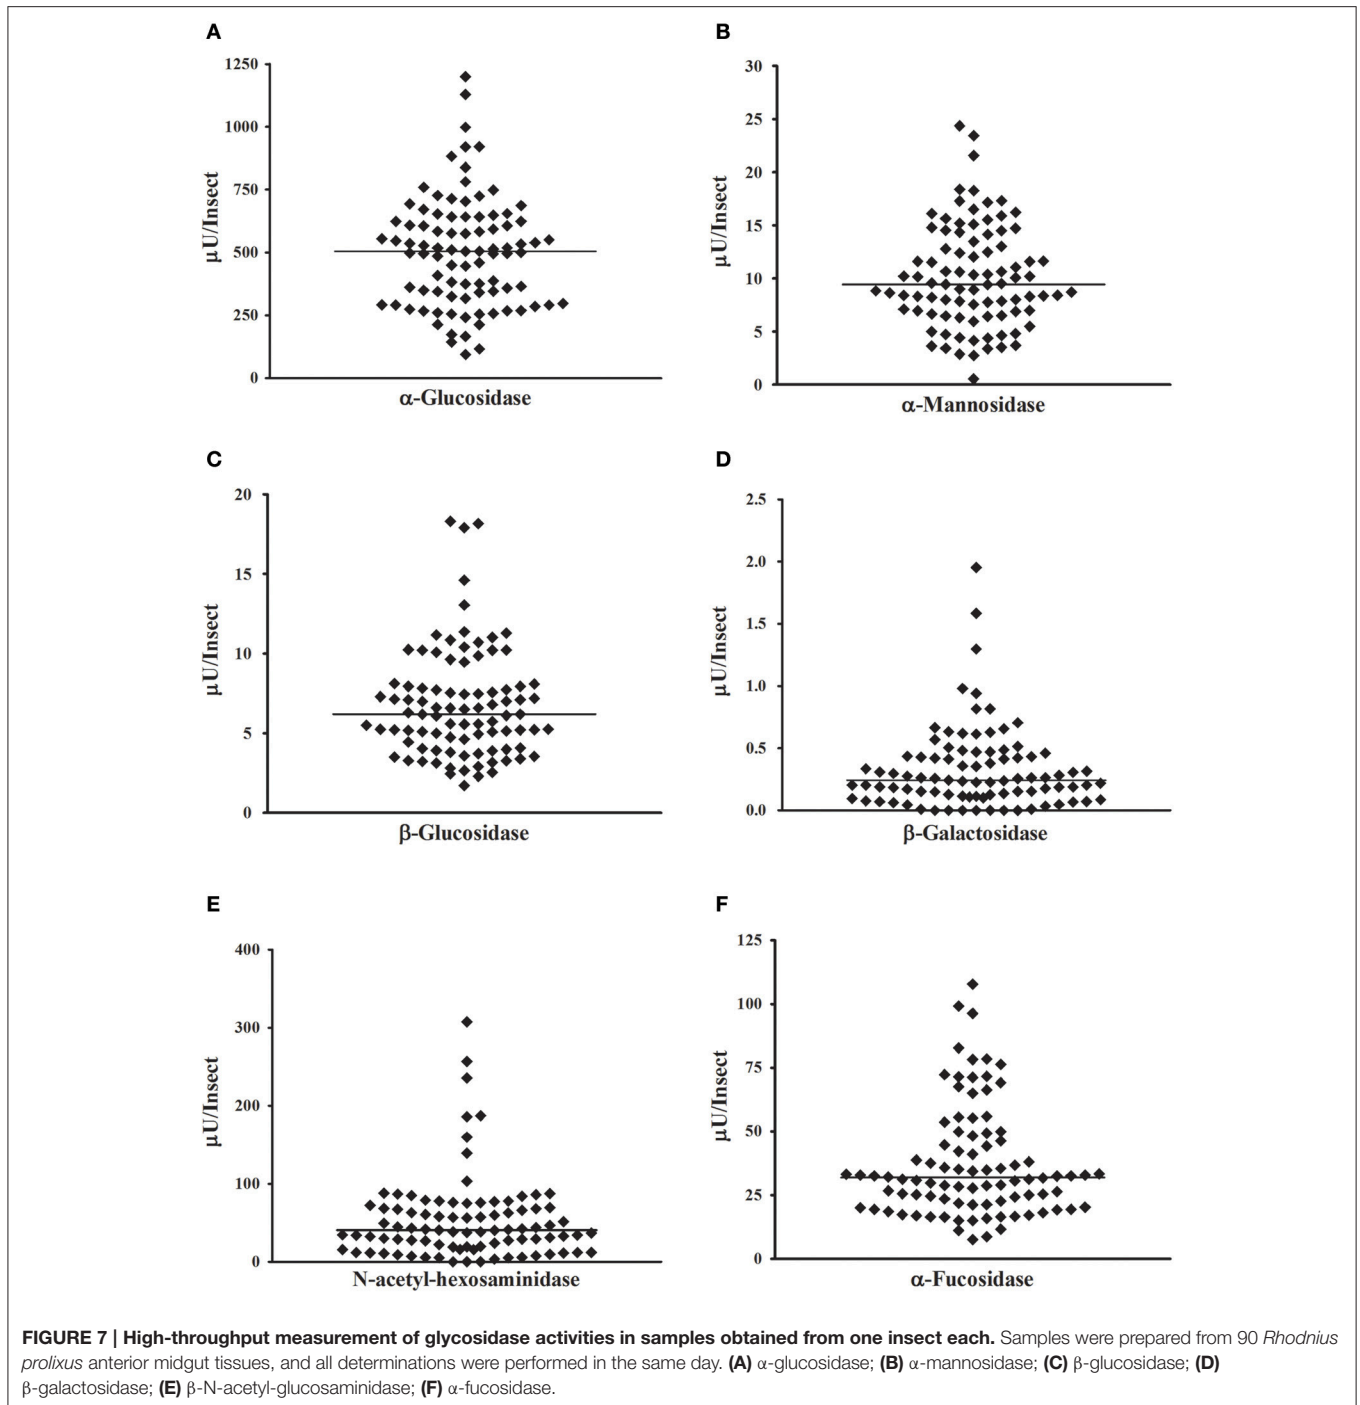 A
1250
1000
750
500
250
0
μU/Insect
α-Glucosidase
B
30
25
20
15
10
5
0
μU/Insect
α-Mannosidase
C
20
15
10
5
0
μU/Insect
β-Glucosidase
D
2.5
2.0
1.5
1.0
0.5
0.0
μU/Insect
β-Galactosidase
E
400
300
200
100
0
μU/Insect
N-acetyl-hexosaminidase
F
125
100
75
50
25
0
μU/Insect
α-Fucosidase
FIGURE 7 | High-throughput measurement of glycosidase activities in samples obtained from one insect each. Samples were prepared from 90 Rhodnius
prolixus anterior midgut tissues, and all determinations were performed in the same day. (A) α-glucosidase; (B) α-mannosidase; (C) β-glucosidase; (D)
β-galactosidase; (E) β-N-acetyl-glucosaminidase; (F) α-fucosidase.